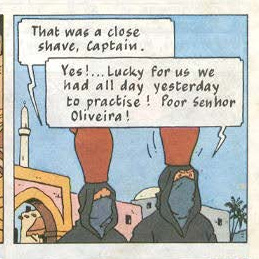 That was a close
shave, Captain.
Yes!...Lucky for us we
had all day yesterday
to practise! Poor Senhor
Oliveira!